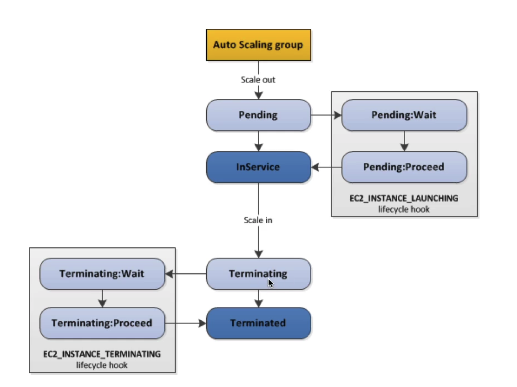 Auto Scaling group
Scale out
Pending
Pending:Wait
InService
Pending:Proceed
EC2_INSTANCE_LAUNCHING
lifecycle hook
Scale in
Terminating:Wait
Terminating
Terminating:Proceed
Terminated
EC2_INSTANCE_TERMINATING
lifecycle hook